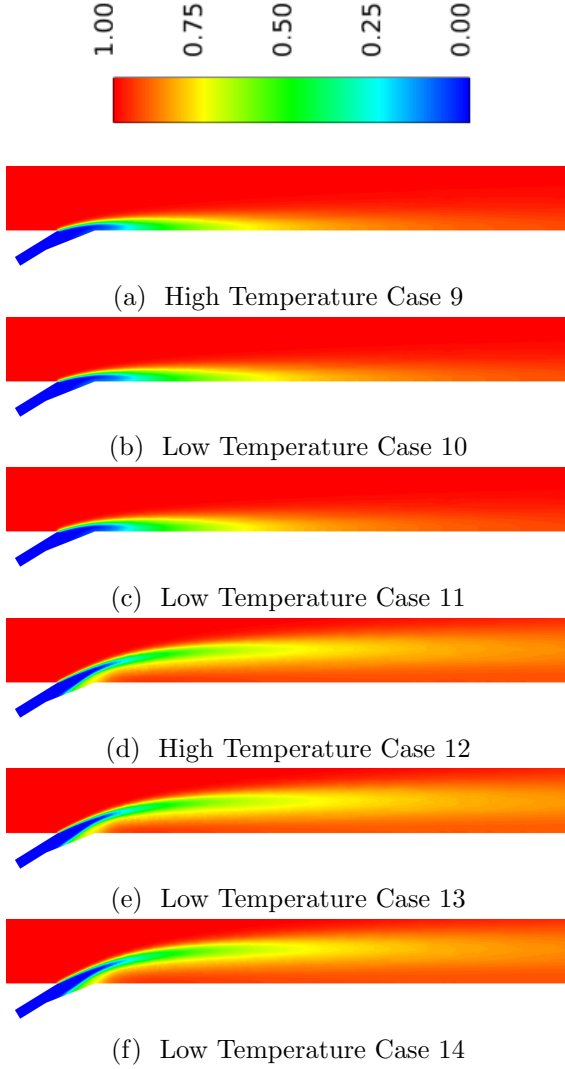 1.00 0.75 0.50 0.25 0.00
(a) High Temperature Case 9
(b) Low Temperature Case 10
(c) Low Temperature Case 11
(d) High Temperature Case 12
(e) Low Temperature Case 13
(f) Low Temperature Case 14